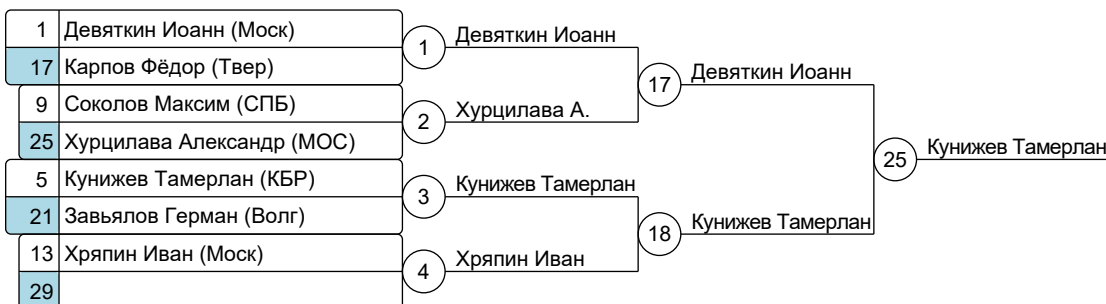 1 Девяткин Иоанн (Моск)
17 Карпов Фёдор (Твер)
9 Соколов Максим (СПБ)
25 Хурцилава Александр (МОС)
5 Кунижев Тамерлан (КБР)
21 Завьялов Герман (Волг)
13 Хряпин Иван (Моск)
29
1 Девяткин Иоанн
2 Хурцилава А.
3 Кунижев Тамерлан
4 Хряпин Иван
17 Девяткин Иоанн
18 Кунижев Тамерлан
25 Кунижев Тамерлан